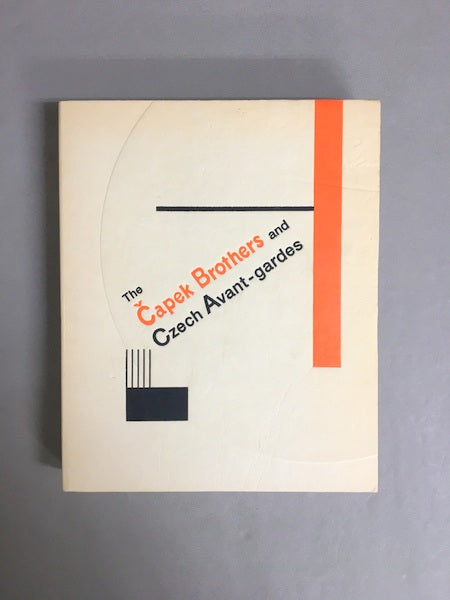 The Čapek Brothers and
Czech Avant-gardes